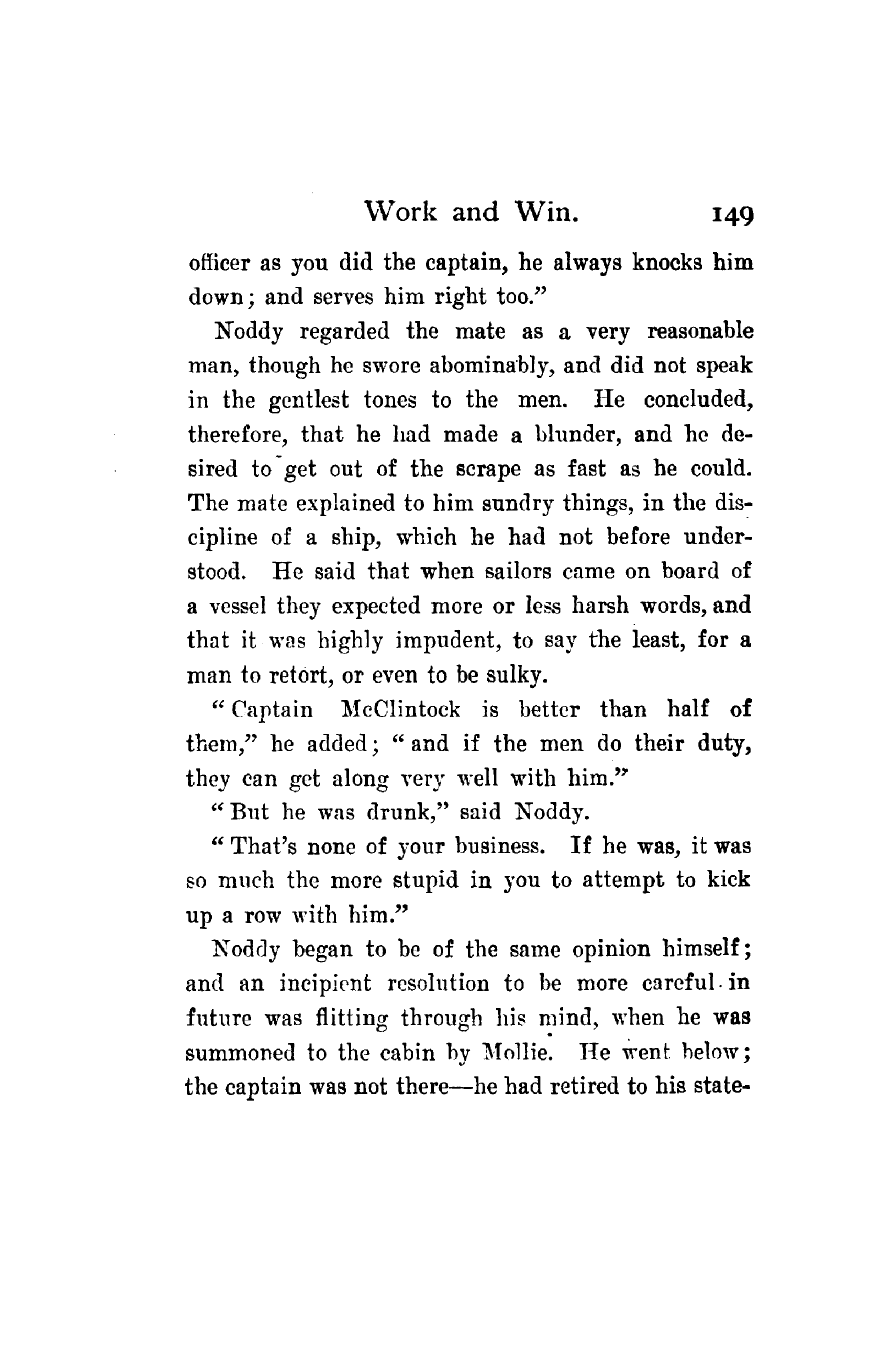 Work and Win. 149
officer as you did the captain, he always knocks him
down; and serves him right too.”
Noddy regarded the mate as a very reasonable
man, though he swore abominably, and did not speak
in the gentlest tones to the men. He concluded,
therefore, that he had made a blunder, and he de-
sired to get out of the scrape as fast as he could.
The mate explained to him sundry things, in the dis-
cipline of a ship, which he had not before under-
stood. He said that when sailors came on board of
a vessel they expected more or less harsh words, and
that it was highly impudent, to say the least, for a
man to retort, or even to be sulky.
“Captain McClintock is better than half of
them,” he added; “and if the men do their duty,
they can get along very well with him.”
“But he was drunk,” said Noddy.
“That’s none of your business. If he was, it was
so much the more stupid in you to attempt to kick
up a row with him.”
Noddy began to be of the same opinion himself;
and an incipient resolution to be more careful in
future was flitting through his mind, when he was
summoned to the cabin by Mollie. He went below;
the captain was not there—he had retired to his state-